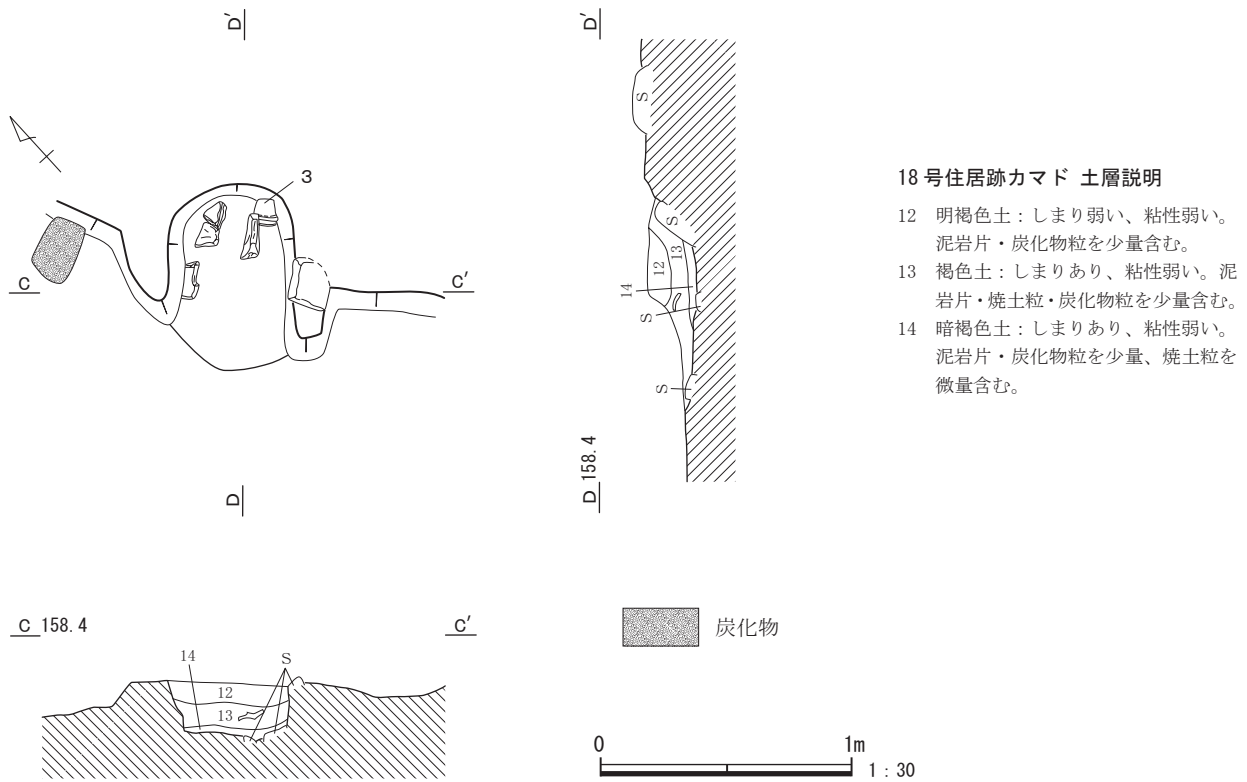 D′
D′
3
C
C′
D
S
S
12
13
14
S
S
D 158.4
18号住居跡カマド 土層説明
12 明褐色土：しまり弱い、粘性弱い。
泥岩片・炭化物粒を少量含む。
13 褐色土：しまりあり、粘性弱い。泥
岩片・焼土粒・炭化物粒を少量含む。
14 暗褐色土：しまりあり、粘性弱い。
泥岩片・炭化物粒を少量、焼土粒を
微量含む。
C 158.4
C′
14
S
12
13
炭化物
0 1m
1：30